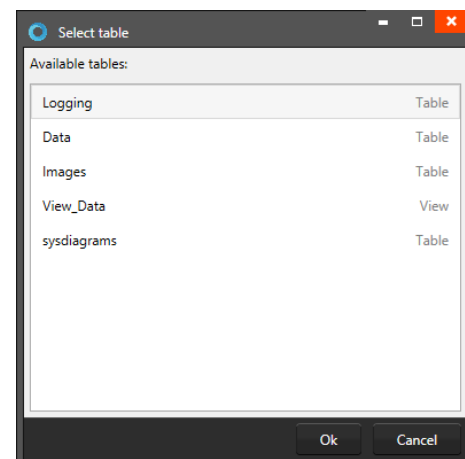 Select table
Available tables:
Logging Table
Data Table
Images Table
View_Data View
sysdiagrams Table
Ok Cancel